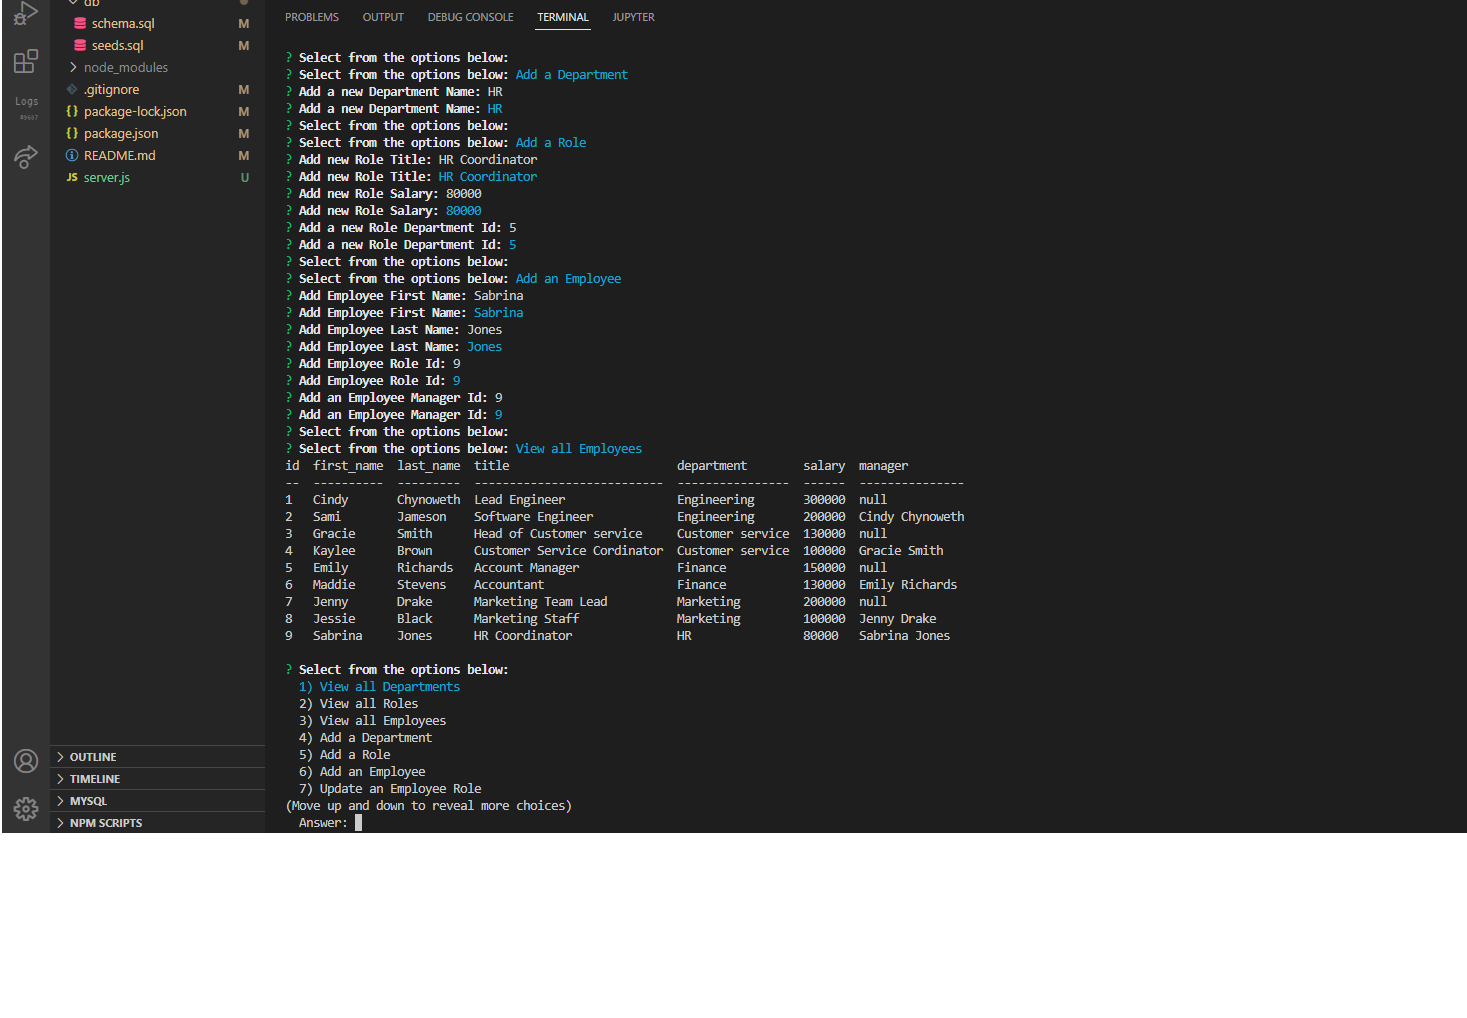 db
schema.sql M
seeds.sql M
node_modules
.gitignore M
package-lock.json M
package.json M
README.md M
JS server.js U
Logs
OUTLINE
TIMELINE
MYSQL
NPM SCRIPTS
PROBLEMS OUTPUT DEBUG CONSOLE TERMINAL JUPYTER
? Select from the options below:
? Select from the options below: Add a Department
? Add a new Department Name: HR
? Add a new Department Name: HR
? Select from the options below:
? Select from the options below: Add a Role
? Add new Role Title: HR Coordinator
? Add new Role Title: HR Coordinator
? Add new Role Salary: 80000
? Add new Role Salary: 80000
? Add a new Role Department Id: 5
? Add a new Role Department Id: 5
? Select from the options below:
? Select from the options below: Add an Employee
? Add Employee First Name: Sabrina
? Add Employee First Name: Sabrina
? Add Employee Last Name: Jones
? Add Employee Last Name: Jones
? Add Employee Role Id: 9
? Add Employee Role Id: 9
? Add an Employee Manager Id: 9
? Add an Employee Manager Id: 9
? Select from the options below:
? Select from the options below: View all Employees
id first_name last_name title department salary manager
-- ---------- --------- --------------------------- ---------------- ------ ---------------
1 Cindy Chynoweth Lead Engineer Engineering 300000 null
2 Sami Jameson Software Engineer Engineering 200000 Cindy Chynoweth
3 Gracie Smith Head of Customer service Customer service 130000 null
4 Kaylee Brown Customer Service Cordinator Customer service 100000 Gracie Smith
5 Emily Richards Account Manager Finance 150000 null
6 Maddie Stevens Accountant Finance 130000 Emily Richards
7 Jenny Drake Marketing Team Lead Marketing 200000 null
8 Jessie Black Marketing Staff Marketing 100000 Jenny Drake
9 Sabrina Jones HR Coordinator HR 80000 Sabrina Jones
? Select from the options below:
1) View all Departments
2) View all Roles
3) View all Employees
4) Add a Department
5) Add a Role
6) Add an Employee
7) Update an Employee Role
(Move up and down to reveal more choices)
Answer: